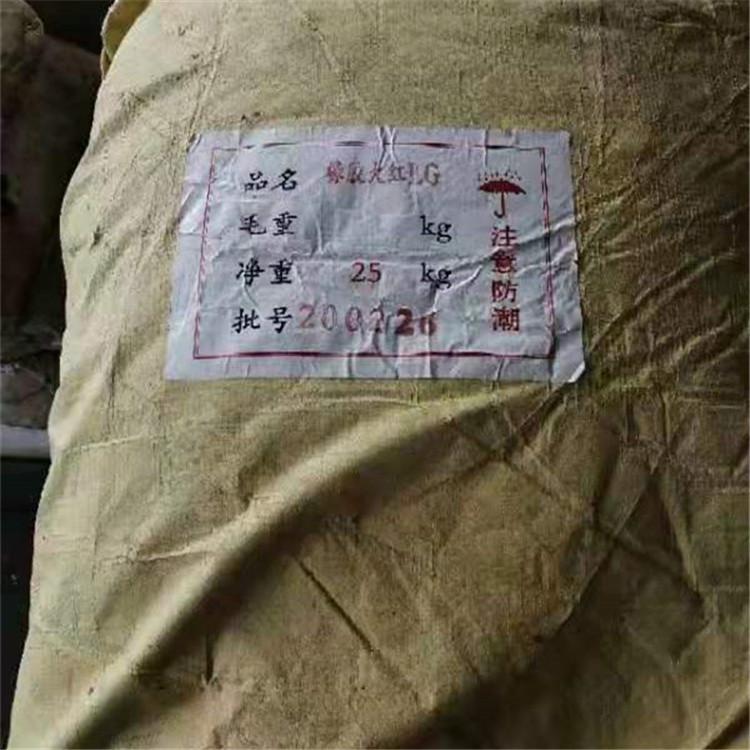 品名 橡胶大红LG
毛重 kg
净重 25 kg
批号 200226
注意防潮